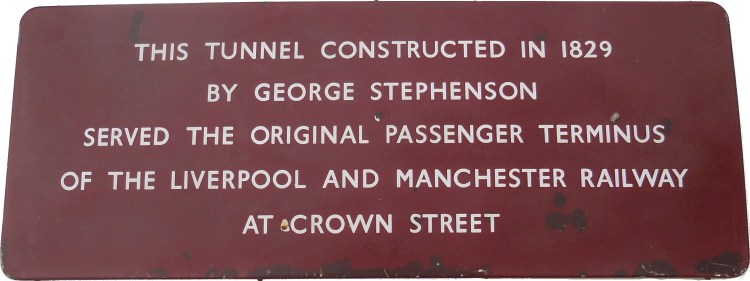 THIS TUNNEL CONSTRUCTED IN 1829
BY GEORGE STEPHENSON
SERVED THE ORIGINAL PASSENGER TERMINUS
OF THE LIVERPOOL AND MANCHESTER RAILWAY
AT CROWN STREET